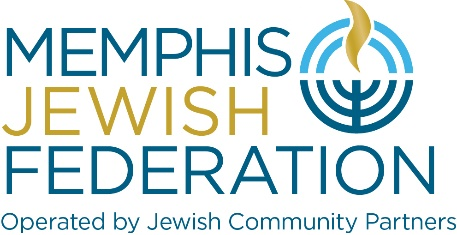 MEMPHIS
JEWISH
FEDERATION
Operated by Jewish Community Partners